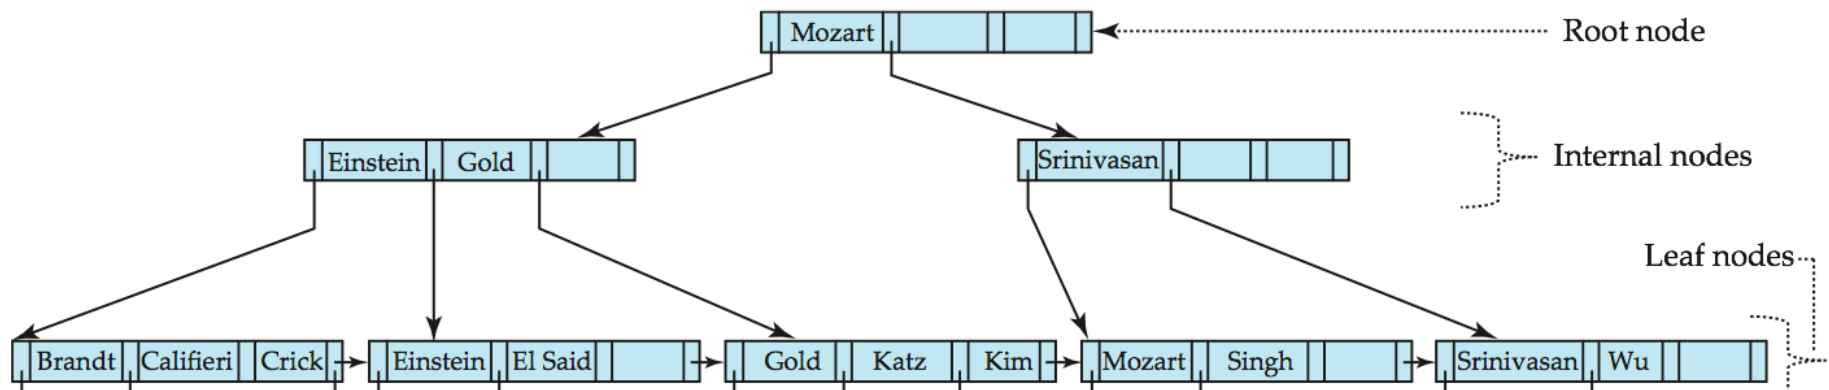 Mozart
Root node
Einstein Gold
Srinivasan
Internal nodes
Leaf nodes
Brandt Califieri Crick
Einstein El Said
Gold Katz Kim
Mozart Singh
Srinivasan Wu